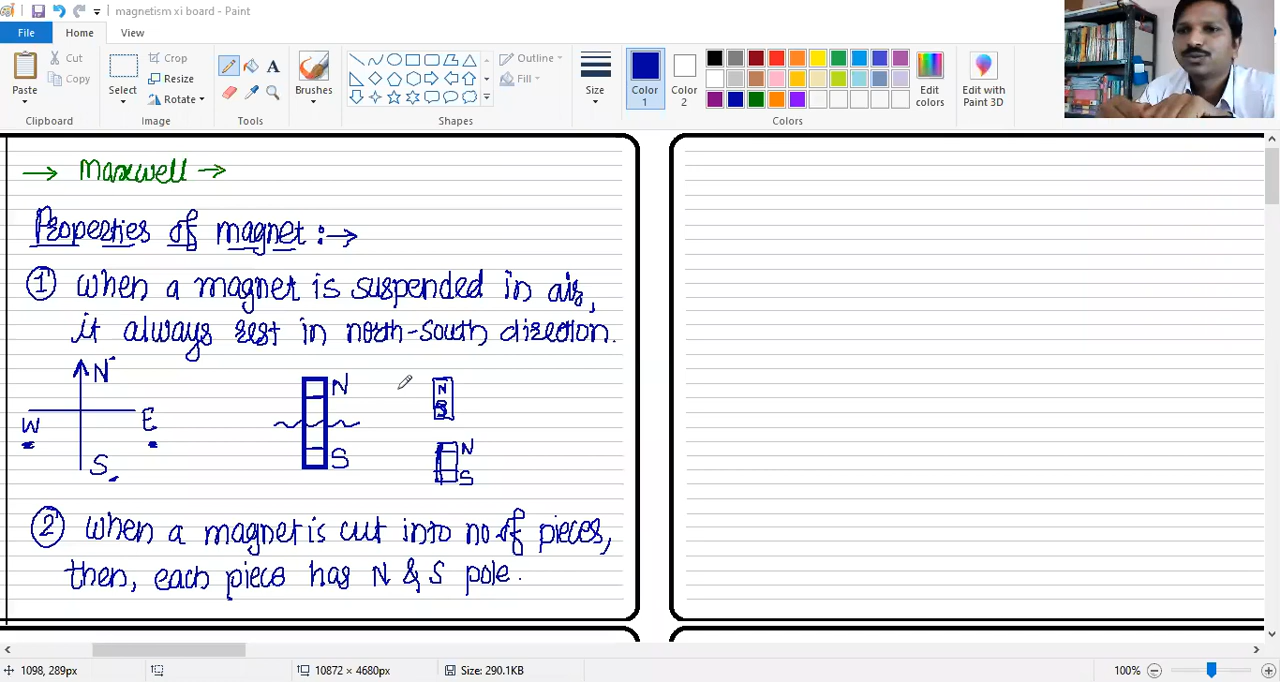 magnetism xi board - Paint
File Home View
Paste Cut Copy Select Crop Resize Rotate A Brushes Outline Fill Size Color 1 Color 2 Edit colors Edit with Paint 3D
Clipboard Image Tools Shapes Colors
→ Maxwell →
Properties of magnet :→
① when a magnet is suspended in air,
it always rest in north-south direction.
N
W E
S
N
S
N
S
N
S
② when a magnet is cut into no.of pieces,
then, each piece has N & S pole.
1098, 289px 10872 × 4680px Size: 290.1KB 100%